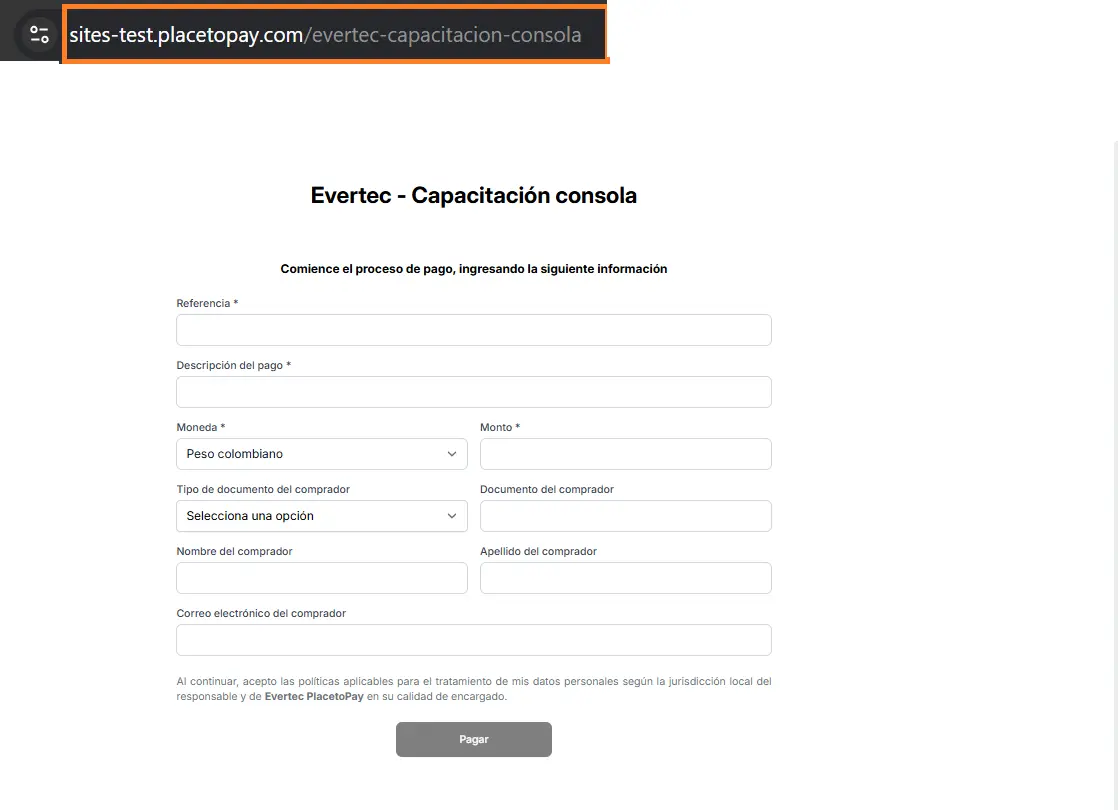 sites-test.placetopay.com/evertec-capacitacion-consola
Evertec - Capacitación consola
Comience el proceso de pago, ingresando la siguiente información
Referencia *
Descripción del pago *
Moneda *
Monto *
Peso colombiano
Tipo de documento del comprador
Documento del comprador
Selecciona una opción
Nombre del comprador
Apellido del comprador
Correo electrónico del comprador
Al continuar, acepto las políticas aplicables para el tratamiento de mis datos personales según la jurisdicción local del
responsable y de Evertec PlacetoPay en su calidad de encargado.
Pagar